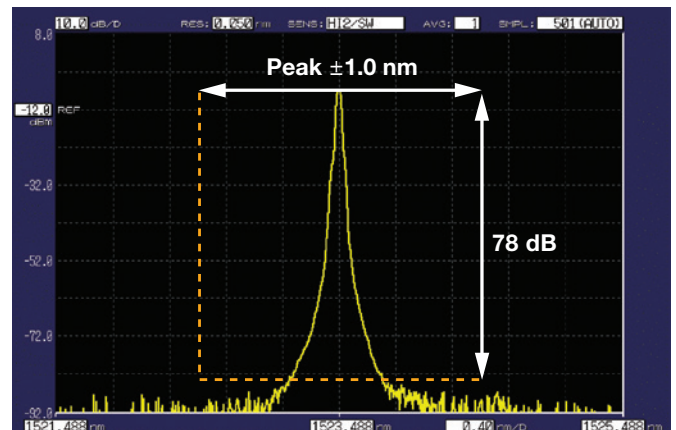 10.0 dB/D RES: 0.050 nm SENS: HI2/SW AVG: 1 SMPL: 501 (AUTO)
8.0
Peak ±1.0 nm
-12.0 REF
dBm
-32.0
78 dB
-52.0
-72.0
-92.0
1521.488 nm 1523.488 nm 0.40 nm/D 1525.488 nm